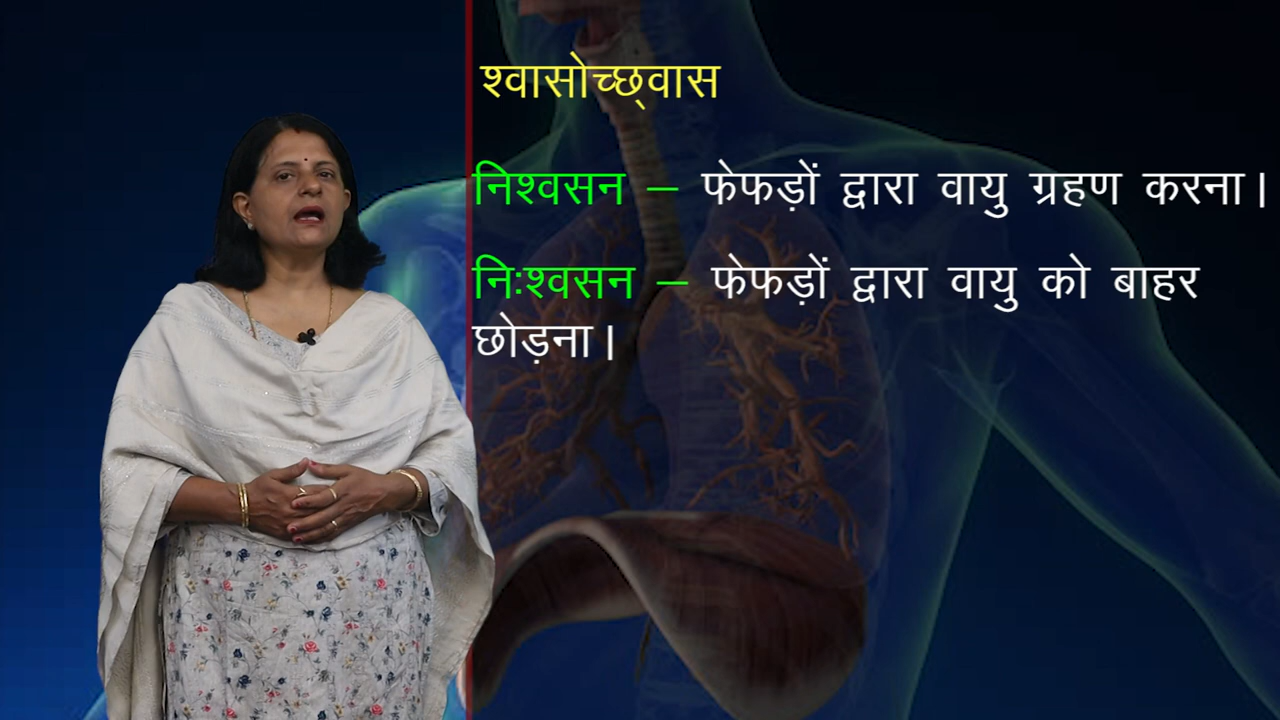 श्वासोच्छ्वास
निश्वसन – फेफड़ों द्वारा वायु ग्रहण करना।
निःश्वसन – फेफड़ों द्वारा वायु को बाहर
छोड़ना।